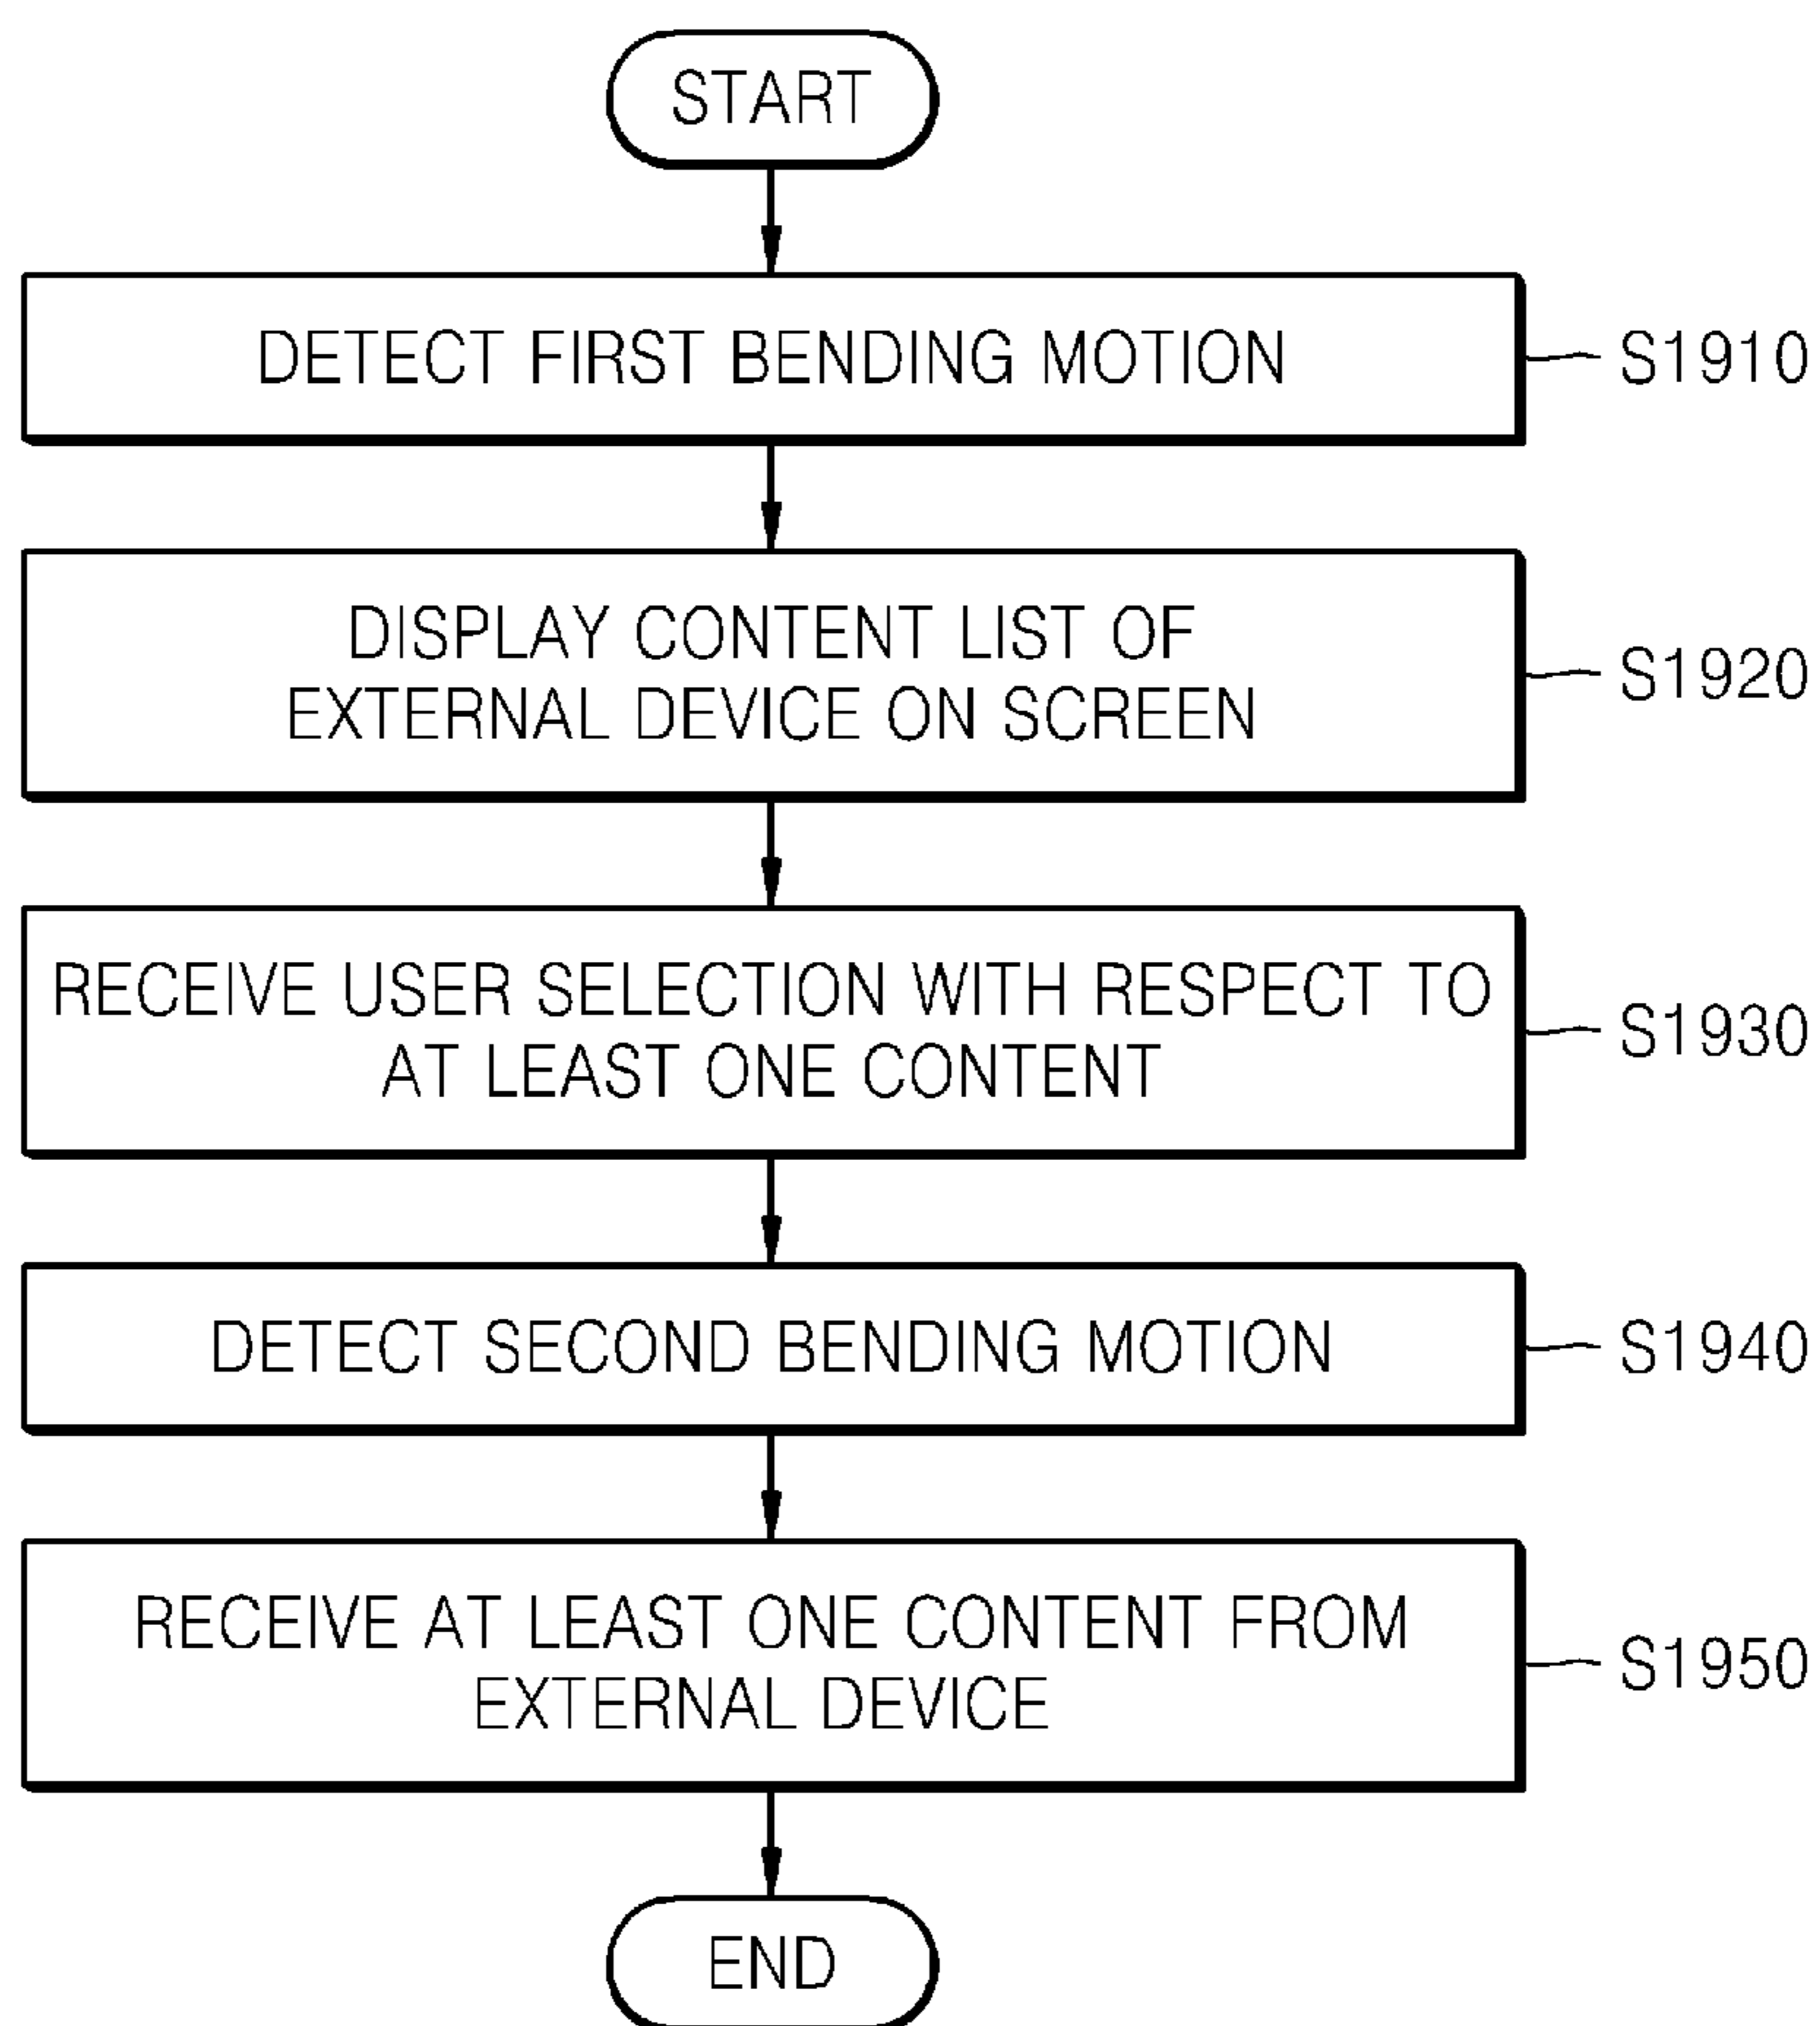 START
DETECT FIRST BENDING MOTION
S1910
DISPLAY CONTENT LIST OF
EXTERNAL DEVICE ON SCREEN
S1920
RECEIVE USER SELECTION WITH RESPECT TO
AT LEAST ONE CONTENT
S1930
DETECT SECOND BENDING MOTION
S1940
RECEIVE AT LEAST ONE CONTENT FROM
EXTERNAL DEVICE
S1950
END